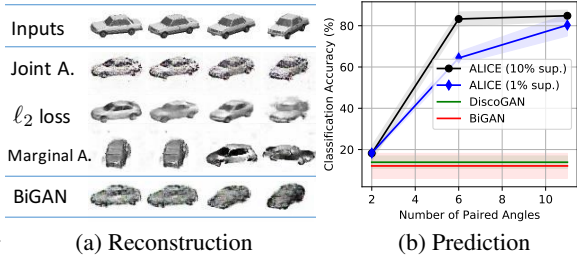 Inputs
Joint A.
ℓ2 loss
Marginal A.
BiGAN
(a) Reconstruction
Classification Accuracy (%)
80
60
40
20
ALICE (10% sup.)
ALICE (1% sup.)
DiscoGAN
BiGAN
2 4 6 8 10
Number of Paired Angles
(b) Prediction